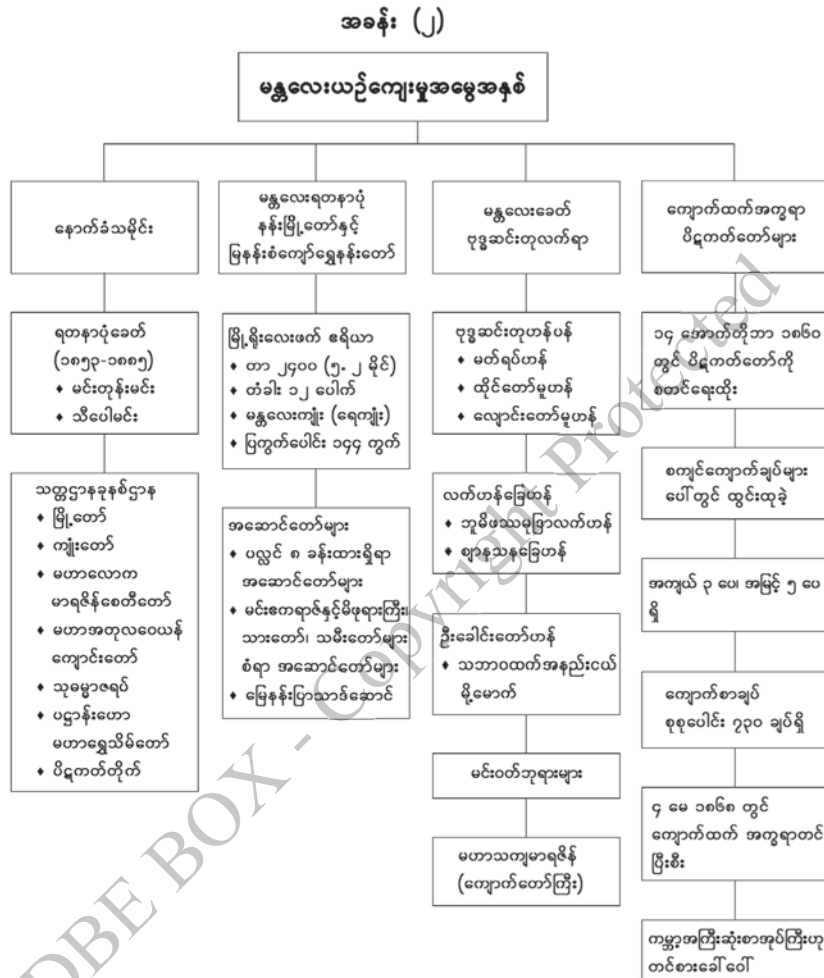 အခန်း (၂)
မန္တလေးယဉ်ကျေးမှုအမွေအနှစ်
နောက်ခံသမိုင်း
ရတနာပုံခေတ်
(၁၈၅၃-၁၈၈၅)
♦ မင်းတုန်းမင်း
♦ သီပေါမင်း
သတ္တဌာနခုနစ်ဌာန
♦ မြို့တော်
♦ ကျုံးတော်
♦ မဟာလောက
မာရဇိန်စေတီတော်
♦ မဟာအတုလဝေယန်
ကျောင်းတော်
♦ သုဓမ္မာဇရပ်
♦ ပဋ္ဌာန်းဟော
မဟာရွှေသိမ်တော်
♦ ပိဋကတ်တိုက်
မန္တလေးရတနာပုံ
နန်းမြို့တော်နှင့်
မြနန်းစံကျော်ရွှေနန်းတော်
မြို့ရိုးလေးဖက် ဧရိယာ
♦ တာ ၂၄၀၀ (၅.၂ မိုင်)
♦ တံခါး ၁၂ ပေါက်
♦ မန္တလေးကျုံး (ရေကျုံး)
♦ ပြကွက်ပေါင်း ၁၄၄ ကွက်
အဆောင်တော်များ
♦ ပလ္လင် ၈ ခန်းထားရှိရာ
အဆောင်တော်များ
♦ မင်းဧကရာဇ်နှင့်မိဖုရားကြီး၊
သားတော်၊ သမီးတော်များ
စံရာ အဆောင်တော်များ
♦ မြေနန်းပြာသာဒ်ဆောင်
မန္တလေးခေတ်
ဗုဒ္ဓဆင်းတုလက်ရာ
ဗုဒ္ဓဆင်းတုဟန်ပန်
♦ မတ်ရပ်ဟန်
♦ ထိုင်တော်မူဟန်
♦ လျောင်းတော်မူဟန်
လက်ဟန်ခြေဟန်
♦ ဘူမိဖဿမုဒြာလက်ဟန်
♦ ဈာနာသနခြေဟန်
ဦးခေါင်းတော်ဟန်
♦ သဘာဝထက်အနည်းငယ်
မို့မောက်
မင်းဝတ်ဘုရားများ
မဟာသကျမာရဇိန်
(ကျောက်တော်ကြီး)
ကျောက်ထက်အက္ခရာ
ပိဋကတ်တော်များ
၁၄ အောက်တိုဘာ ၁၈၆၀
တွင် ပိဋကတ်တော်ကို
စတင်ရေးထိုး
စကျင်ကျောက်ချပ်များ
ပေါ်တွင် ထွင်းထုခဲ့
အကျယ် ၃ ပေ၊ အမြင့် ၅ ပေ
ရှိ
ကျောက်စာချပ်
စုစုပေါင်း ၇၃၀ ချပ်ရှိ
၄ မေ ၁၈၆၈ တွင်
ကျောက်ထက် အက္ခရာတင်
ပြီးစီး
ကမ္ဘာ့အကြီးဆုံးစာအုပ်ကြီးဟု
တင်စားခေါ်ပေါ်
DBE BOX - Copyright Protected